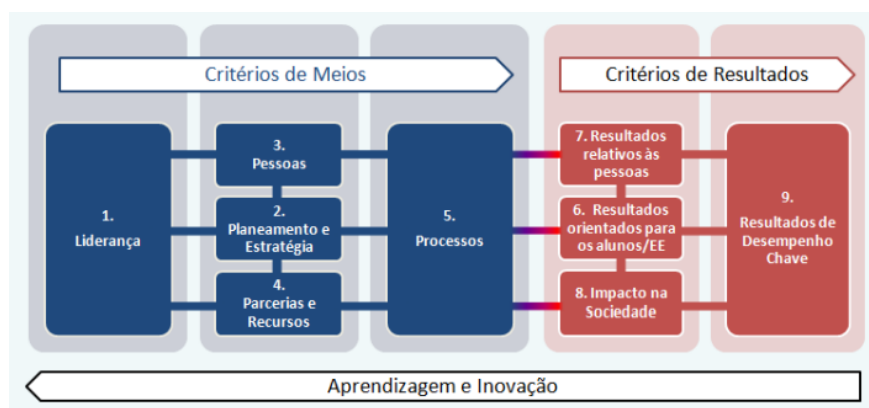 Critérios de Meios
Critérios de Resultados
1.
Liderança
3.
Pessoas
2.
Planeamento e
Estratégia
4.
Parcerias e
Recursos
5.
Processos
7. Resultados
relativos às
pessoas
6. Resultados
orientados para
os alunos/EE
8. Impacto na
Sociedade
9.
Resultados de
Desempenho
Chave
Aprendizagem e Inovação